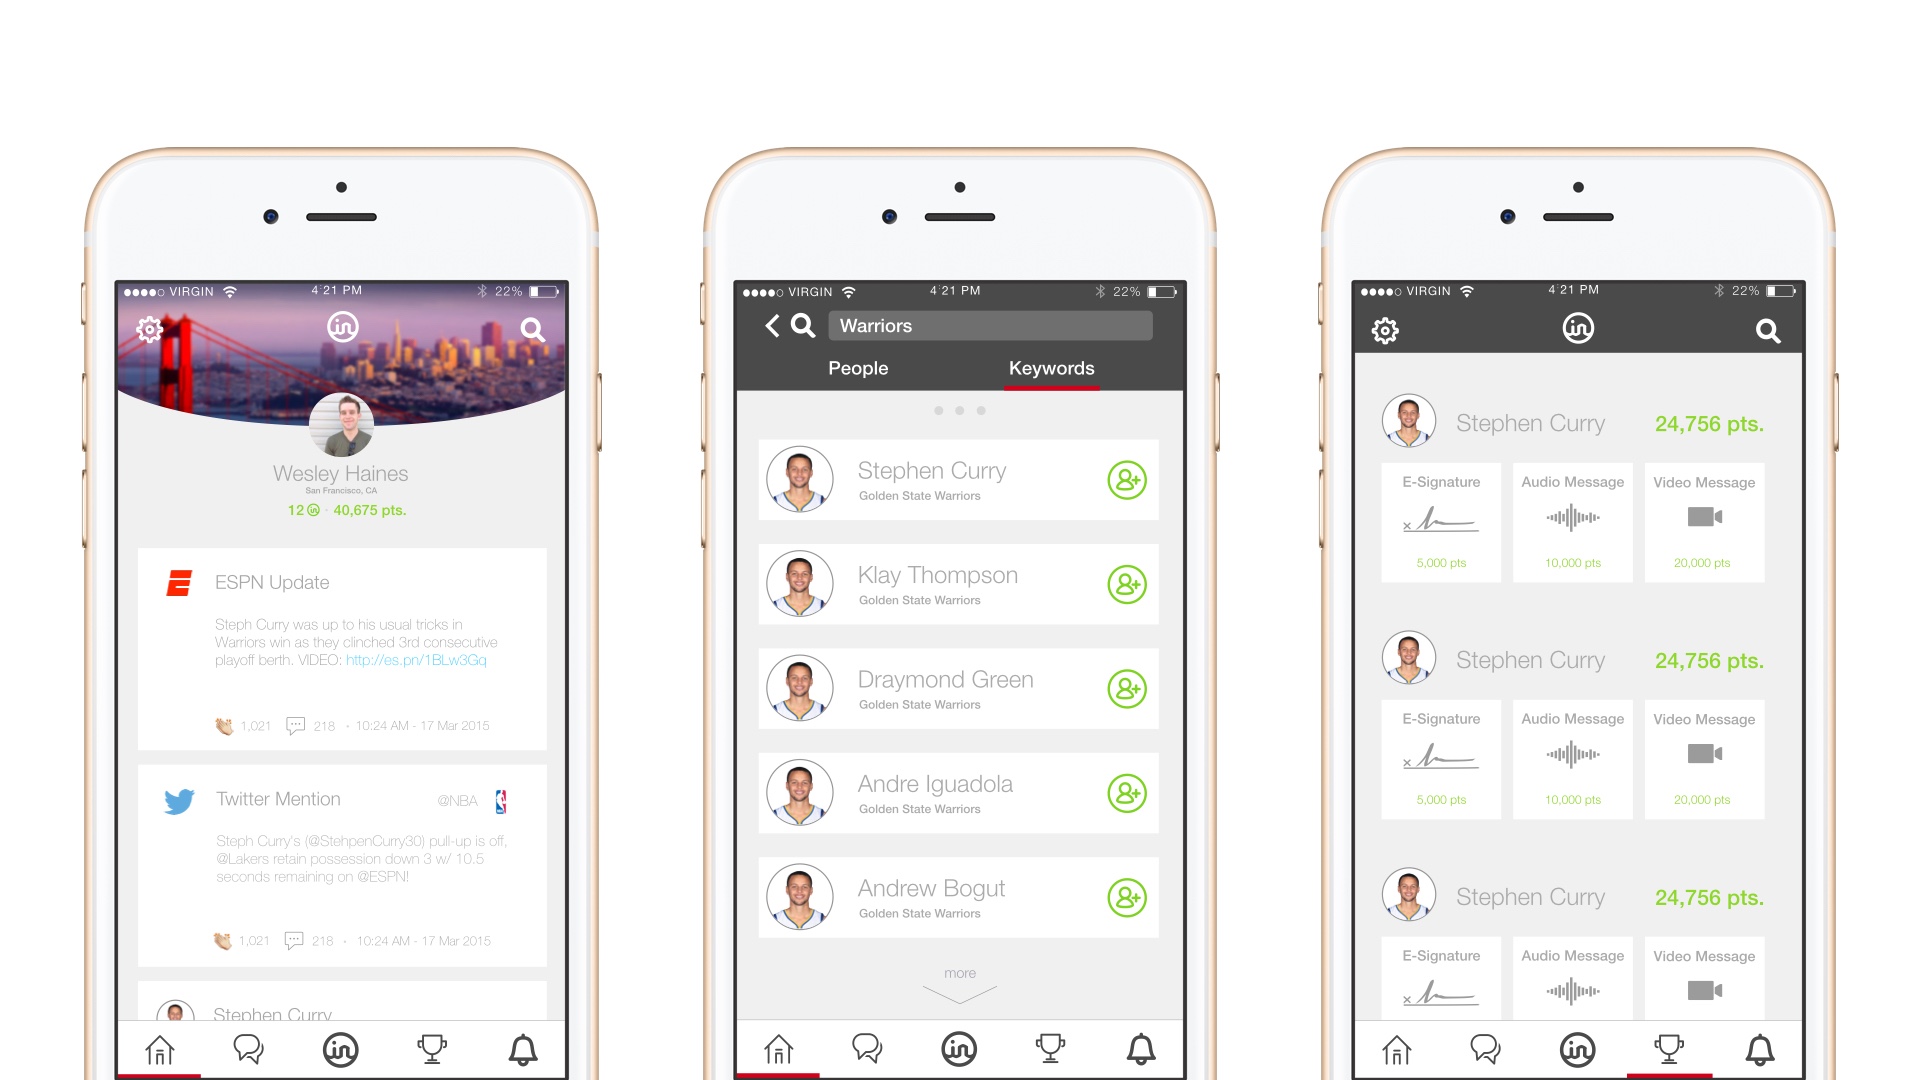 VIRGIN 4:21 PM 22%
in
Wesley Haines
San Francisco, CA
12 in · 40,675 pts.
ESPN Update
Steph Curry was up to his usual tricks in
Warriors win as they clinched 3rd consecutive
playoff berth. VIDEO: http://es.pn/1BLw3Gq
1,021 218 · 10:24 AM - 17 Mar 2015
Twitter Mention @NBA
Steph Curry's (@StehpenCurry30) pull-up is off,
@Lakers retain possession down 3 w/ 10.5
seconds remaining on @ESPN!
1,021 218 · 10:24 AM - 17 Mar 2015
Stephen Curry
in
VIRGIN 4:21 PM 22%
Warriors
People Keywords
Stephen Curry
Golden State Warriors
Klay Thompson
Golden State Warriors
Draymond Green
Golden State Warriors
Andre Iguadola
Golden State Warriors
Andrew Bogut
Golden State Warriors
more
in
VIRGIN 4:21 PM 22%
in
Stephen Curry 24,756 pts.
E-Signature Audio Message Video Message
5,000 pts 10,000 pts 20,000 pts
Stephen Curry 24,756 pts.
E-Signature Audio Message Video Message
5,000 pts 10,000 pts 20,000 pts
Stephen Curry 24,756 pts.
E-Signature Audio Message Video Message
in